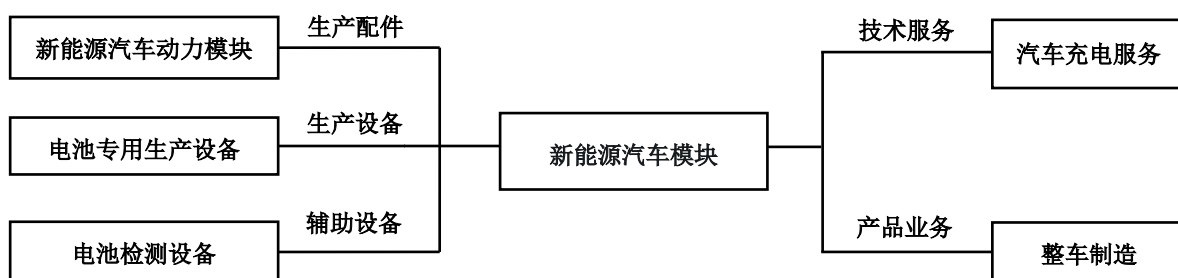 新能源汽车动力模块
生产配件
电池专用生产设备
生产设备
电池检测设备
辅助设备
新能源汽车模块
技术服务
汽车充电服务
产品业务
整车制造